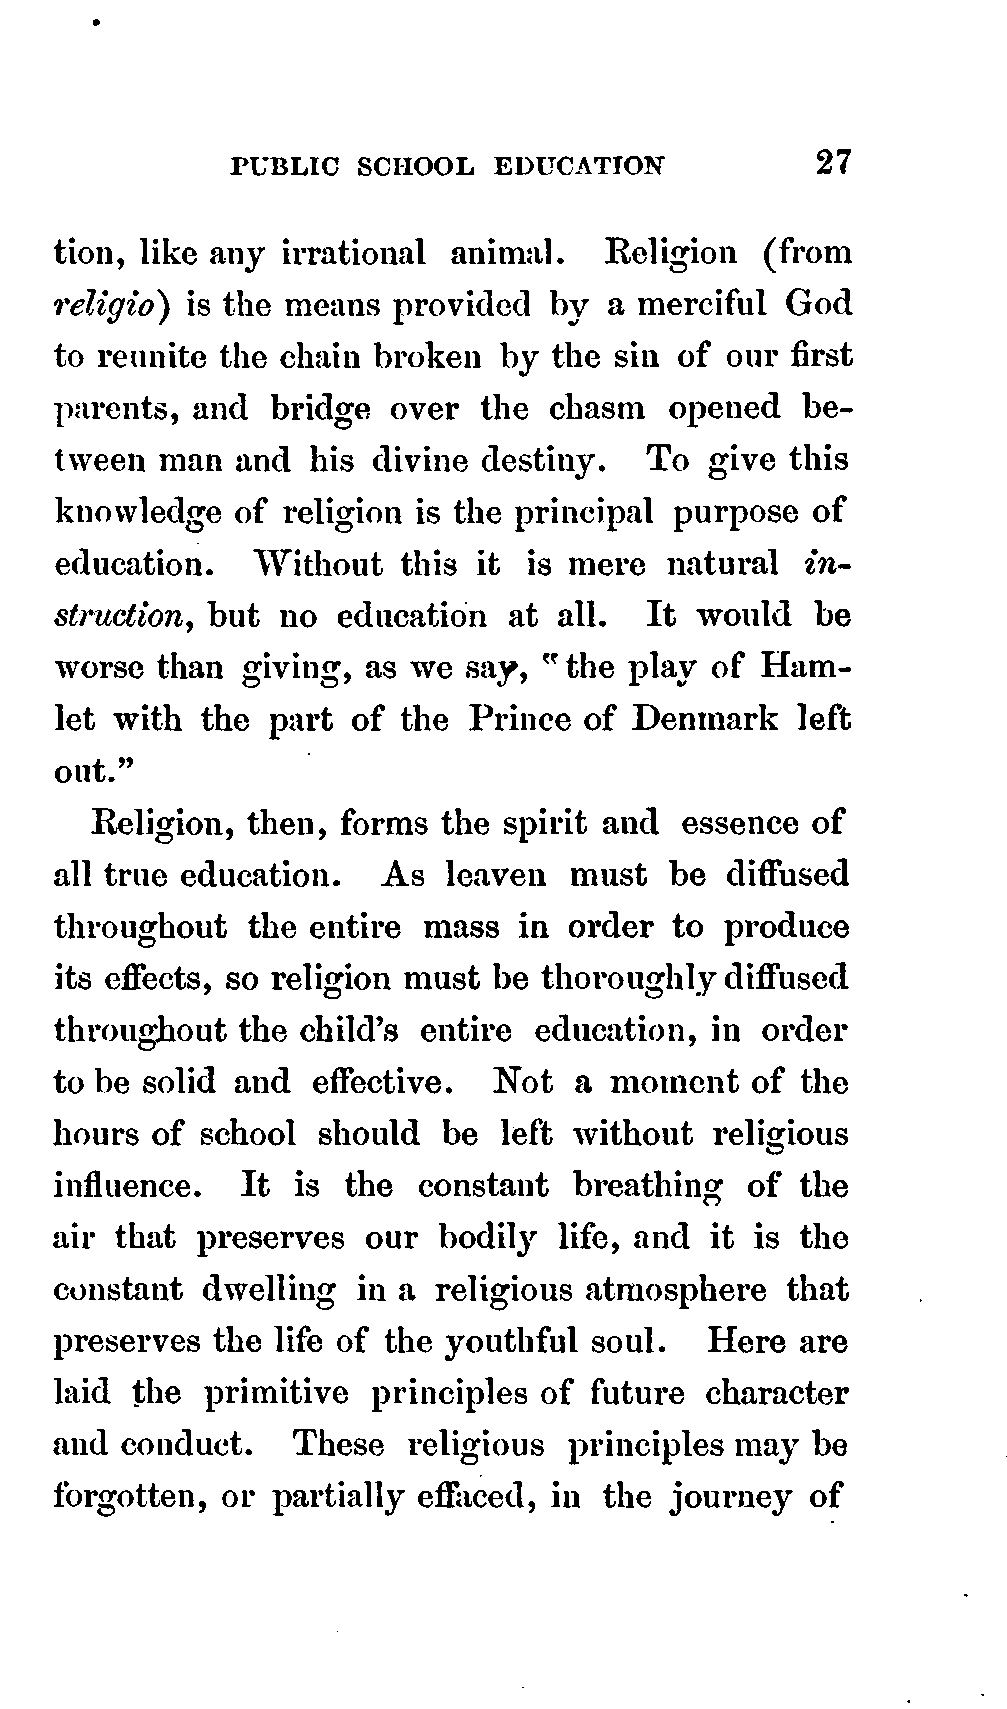 PUBLIC SCHOOL EDUCATION 27
tion, like any irrational animal. Religion (from
religio) is the means provided by a merciful God
to reunite the chain broken by the sin of our first
parents, and bridge over the chasm opened be-
tween man and his divine destiny. To give this
knowledge of religion is the principal purpose of
education. Without this it is mere natural in-
struction, but no education at all. It would be
worse than giving, as we say, "the play of Ham-
let with the part of the Prince of Denmark left
out."
Religion, then, forms the spirit and essence of
all true education. As leaven must be diffused
throughout the entire mass in order to produce
its effects, so religion must be thoroughly diffused
throughout the child's entire education, in order
to be solid and effective. Not a moment of the
hours of school should be left without religious
influence. It is the constant breathing of the
air that preserves our bodily life, and it is the
constant dwelling in a religious atmosphere that
preserves the life of the youthful soul. Here are
laid the primitive principles of future character
and conduct. These religious principles may be
forgotten, or partially effaced, in the journey of